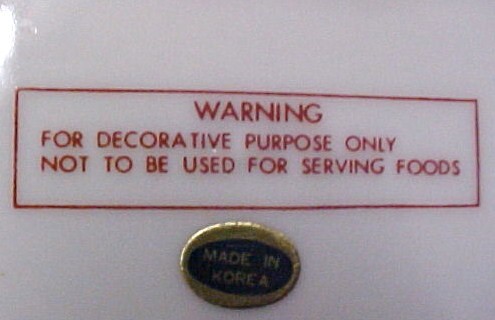 WARNING
FOR DECORATIVE PURPOSE ONLY
NOT TO BE USED FOR SERVING FOODS
MADE IN
KOREA